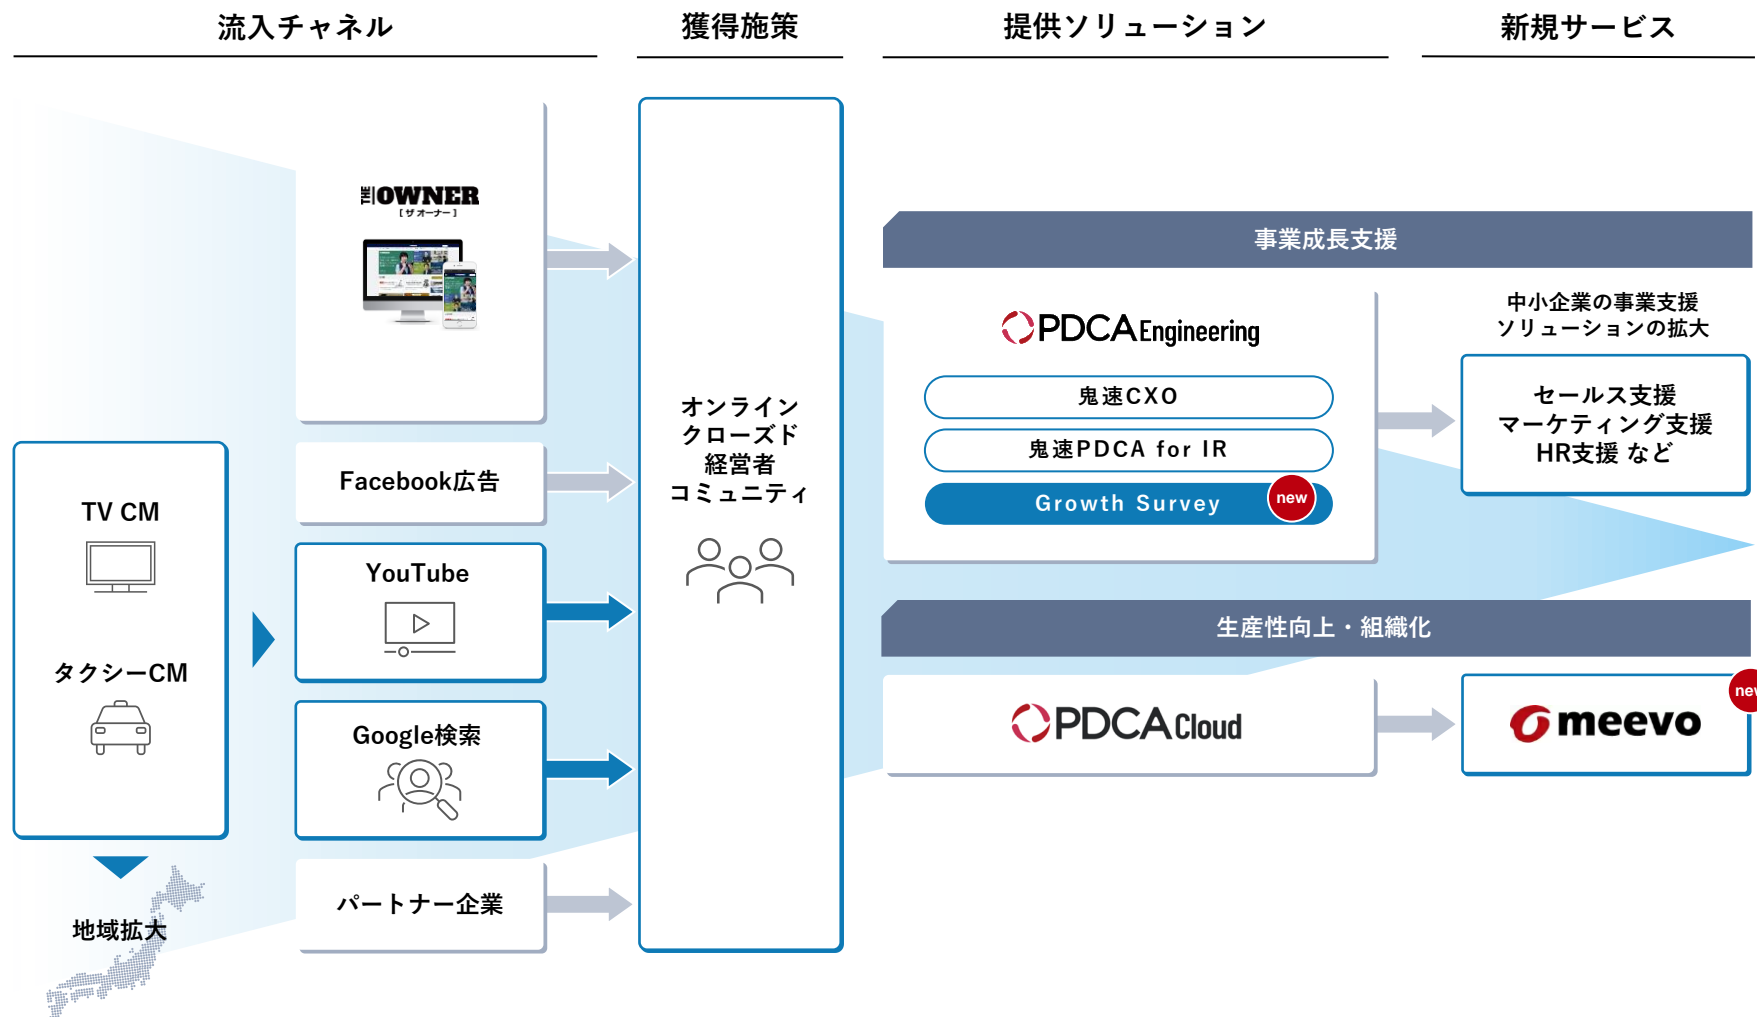 流入チャネル
獲得施策
提供ソリューション
新規サービス
THE OWNER
[ ザ オーナー ]
Facebook広告
TV CM
タクシーCM
YouTube
Google検索
パートナー企業
地域拡大
オンライン
クローズド
経営者
コミュニティ
事業成長支援
PDCA Engineering
鬼速CXO
鬼速PDCA for IR
Growth Survey
new
中小企業の事業支援
ソリューションの拡大
セールス支援
マーケティング支援
HR支援 など
生産性向上・組織化
PDCA Cloud
meevo
new